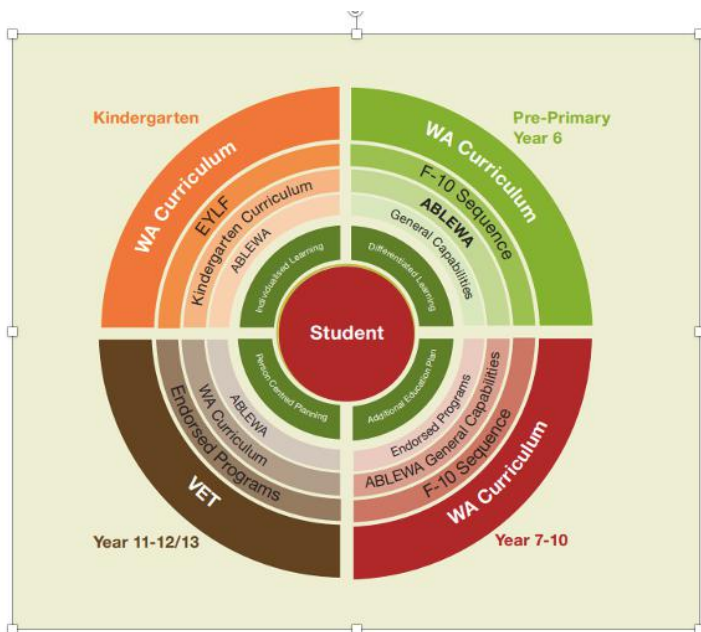 Kindergarten
WA Curriculum
EYLF
Kindergarten Curriculum
ABLEWA
Individualised Learning
Pre-Primary
Year 6
WA Curriculum
F-10 Sequence
ABLEWA
General Capabilities
Differentiated Learning
Student
Person Centred Planning
ABLEWA
WA Curriculum
Endorsed Programs
VET
Year 11-12/13
Additional Education Plan
Endorsed Programs
ABLEWA General Capabilities
F-10 Sequence
WA Curriculum
Year 7-10